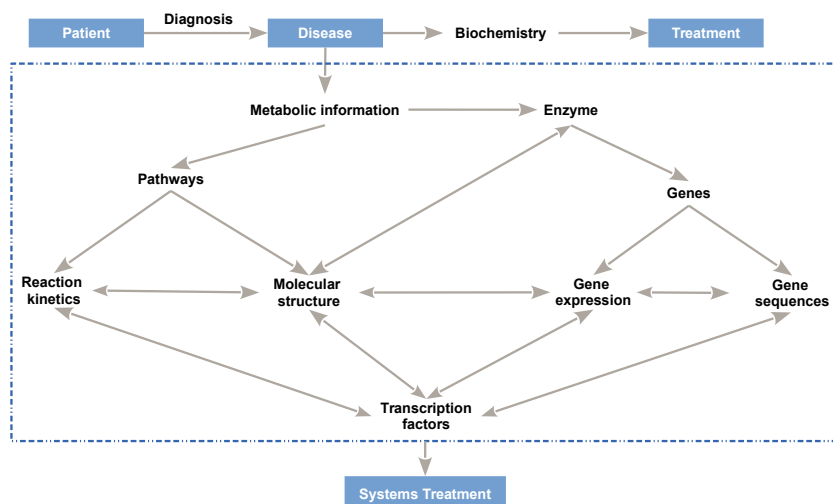 Diagnosis
Patient
Disease
Biochemistry
Treatment
Metabolic information
Enzyme
Pathways
Genes
Reaction
kinetics
Molecular
structure
Gene
expression
Gene
sequences
Transcription
factors
Systems Treatment